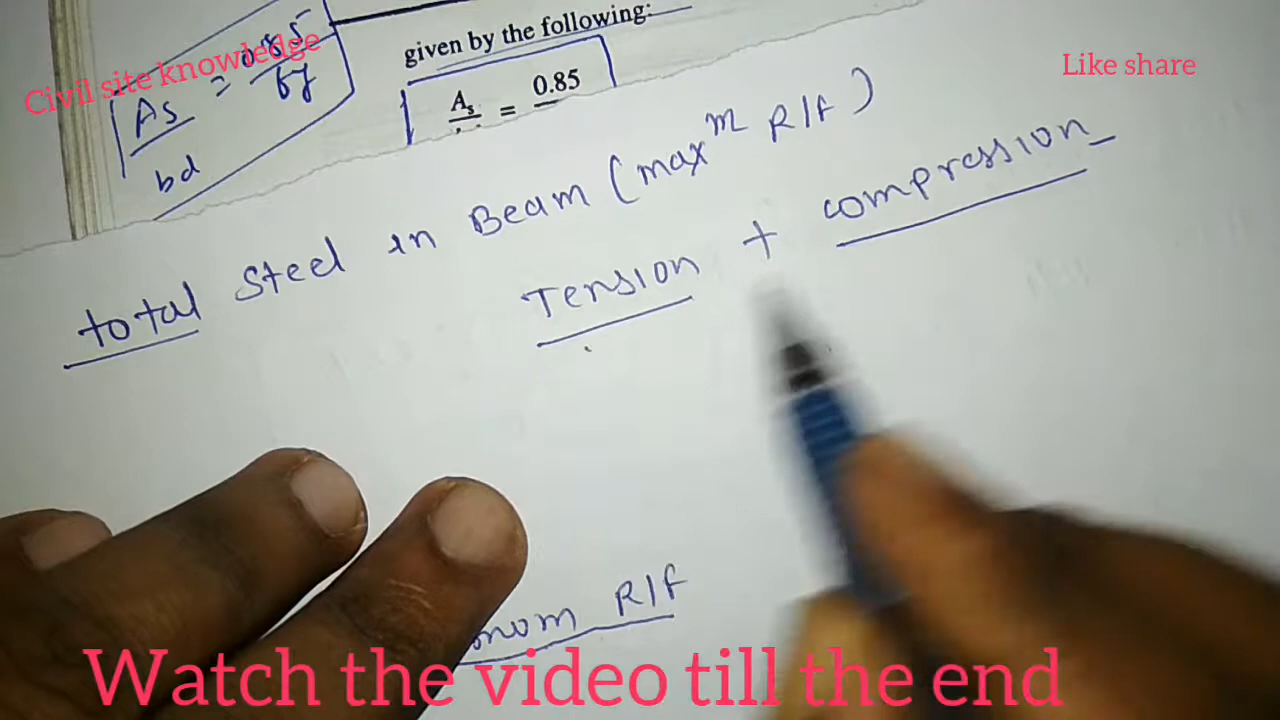 Civil site knowledge
Like share
given by the following:
As = 0.85
As = 0.85
fy
bd
total Steel in Beam (maxm R/f)
Tension + compression
num R/f
Watch the video till the end